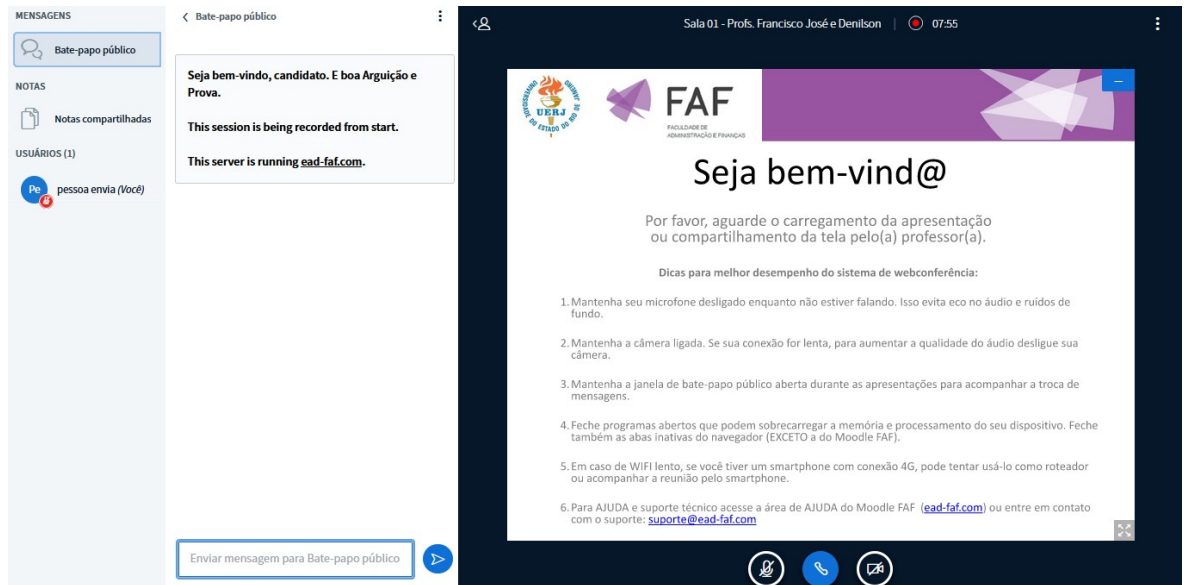 MENSAGENS
Bate-papo público
NOTAS
Notas compartilhadas
USUÁRIOS (1)
Pe
pessoa envia (Você)
Bate-papo público
Seja bem-vindo, candidato. E boa Arguição e
Prova.
This session is being recorded from start.
This server is running ead-faf.com.
Enviar mensagem para Bate-papo público
Sala 01 - Profs. Francisco José e Denilson | 07:55
UERJ
UNIVERSIDADE DO ESTADO DO RIO DE JANEIRO
FAF
FACULDADE DE
ADMINISTRAÇÃO E FINANÇAS
Seja bem-vind@
Por favor, aguarde o carregamento da apresentação
ou compartilhamento da tela pelo(a) professor(a).
Dicas para melhor desempenho do sistema de webconferência:
1. Mantenha seu microfone desligado enquanto não estiver falando. Isso evita eco no áudio e ruídos de
fundo.
2. Mantenha a câmera ligada. Se sua conexão for lenta, para aumentar a qualidade do áudio desligue sua
câmera.
3. Mantenha a janela de bate-papo público aberta durante as apresentações para acompanhar a troca de
mensagens.
4. Feche programas abertos que podem sobrecarregar a memória e processamento do seu dispositivo. Feche
também as abas inativas do navegador (EXCETO a do Moodle FAF).
5. Em caso de WIFI lento, se você tiver um smartphone com conexão 4G, pode tentar usá-lo como roteador
ou acompanhar a reunião pelo smartphone.
6. Para AJUDA e suporte técnico acesse a área de AJUDA do Moodle FAF (ead-faf.com) ou entre em contato
com o suporte: suporte@ead-faf.com